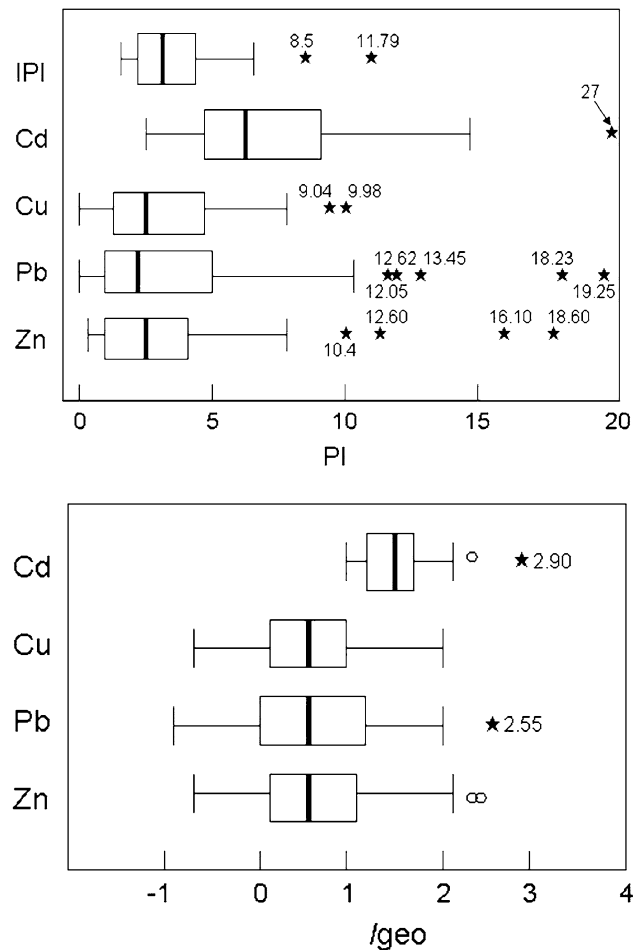 8.5 11.79
IPI
27
Cd
9.04 9.98
Cu
12 62 13.45 18.23
Pb
12.05 19.25
12.60 16.10 18.60
Zn
10.4
0 5 10 15 20
PI
Cd
2.90
Cu
Pb
2.55
Zn
-1 0 1 2 3 4
/geo